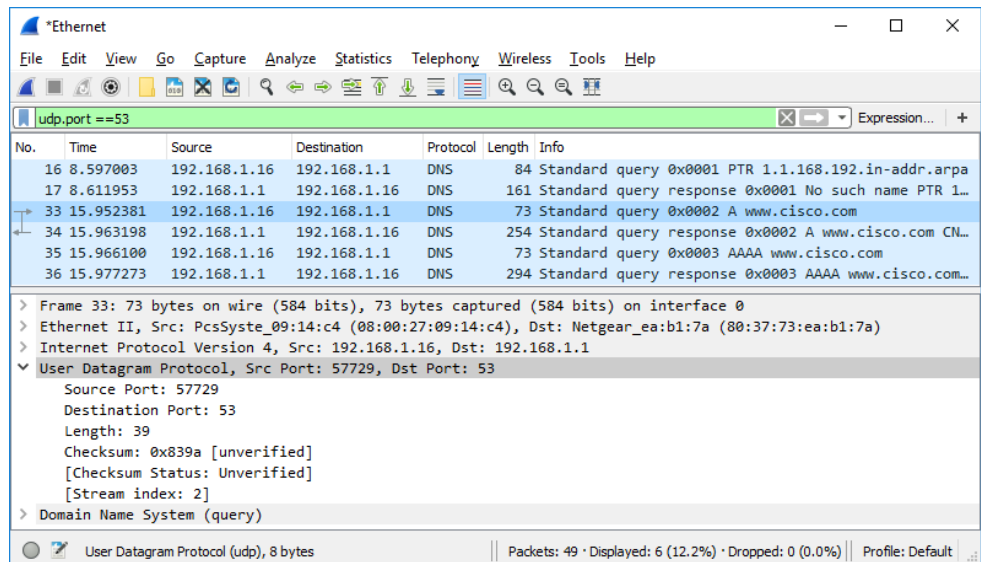 *Ethernet
File Edit View Go Capture Analyze Statistics Telephony Wireless Tools Help
udp.port ==53 Expression... +
No. Time Source Destination Protocol Length Info
16 8.597003 192.168.1.16 192.168.1.1 DNS 84 Standard query 0x0001 PTR 1.1.168.192.in-addr.arpa
17 8.611953 192.168.1.1 192.168.1.16 DNS 161 Standard query response 0x0001 No such name PTR 1…
33 15.952381 192.168.1.16 192.168.1.1 DNS 73 Standard query 0x0002 A www.cisco.com
34 15.963198 192.168.1.1 192.168.1.16 DNS 254 Standard query response 0x0002 A www.cisco.com CN…
35 15.966100 192.168.1.16 192.168.1.1 DNS 73 Standard query 0x0003 AAAA www.cisco.com
36 15.977273 192.168.1.1 192.168.1.16 DNS 294 Standard query response 0x0003 AAAA www.cisco.com…
Frame 33: 73 bytes on wire (584 bits), 73 bytes captured (584 bits) on interface 0
Ethernet II, Src: PcsSyste_09:14:c4 (08:00:27:09:14:c4), Dst: Netgear_ea:b1:7a (80:37:73:ea:b1:7a)
Internet Protocol Version 4, Src: 192.168.1.16, Dst: 192.168.1.1
User Datagram Protocol, Src Port: 57729, Dst Port: 53
Source Port: 57729
Destination Port: 53
Length: 39
Checksum: 0x839a [unverified]
[Checksum Status: Unverified]
[Stream index: 2]
Domain Name System (query)
User Datagram Protocol (udp), 8 bytes Packets: 49 · Displayed: 6 (12.2%) · Dropped: 0 (0.0%) Profile: Default